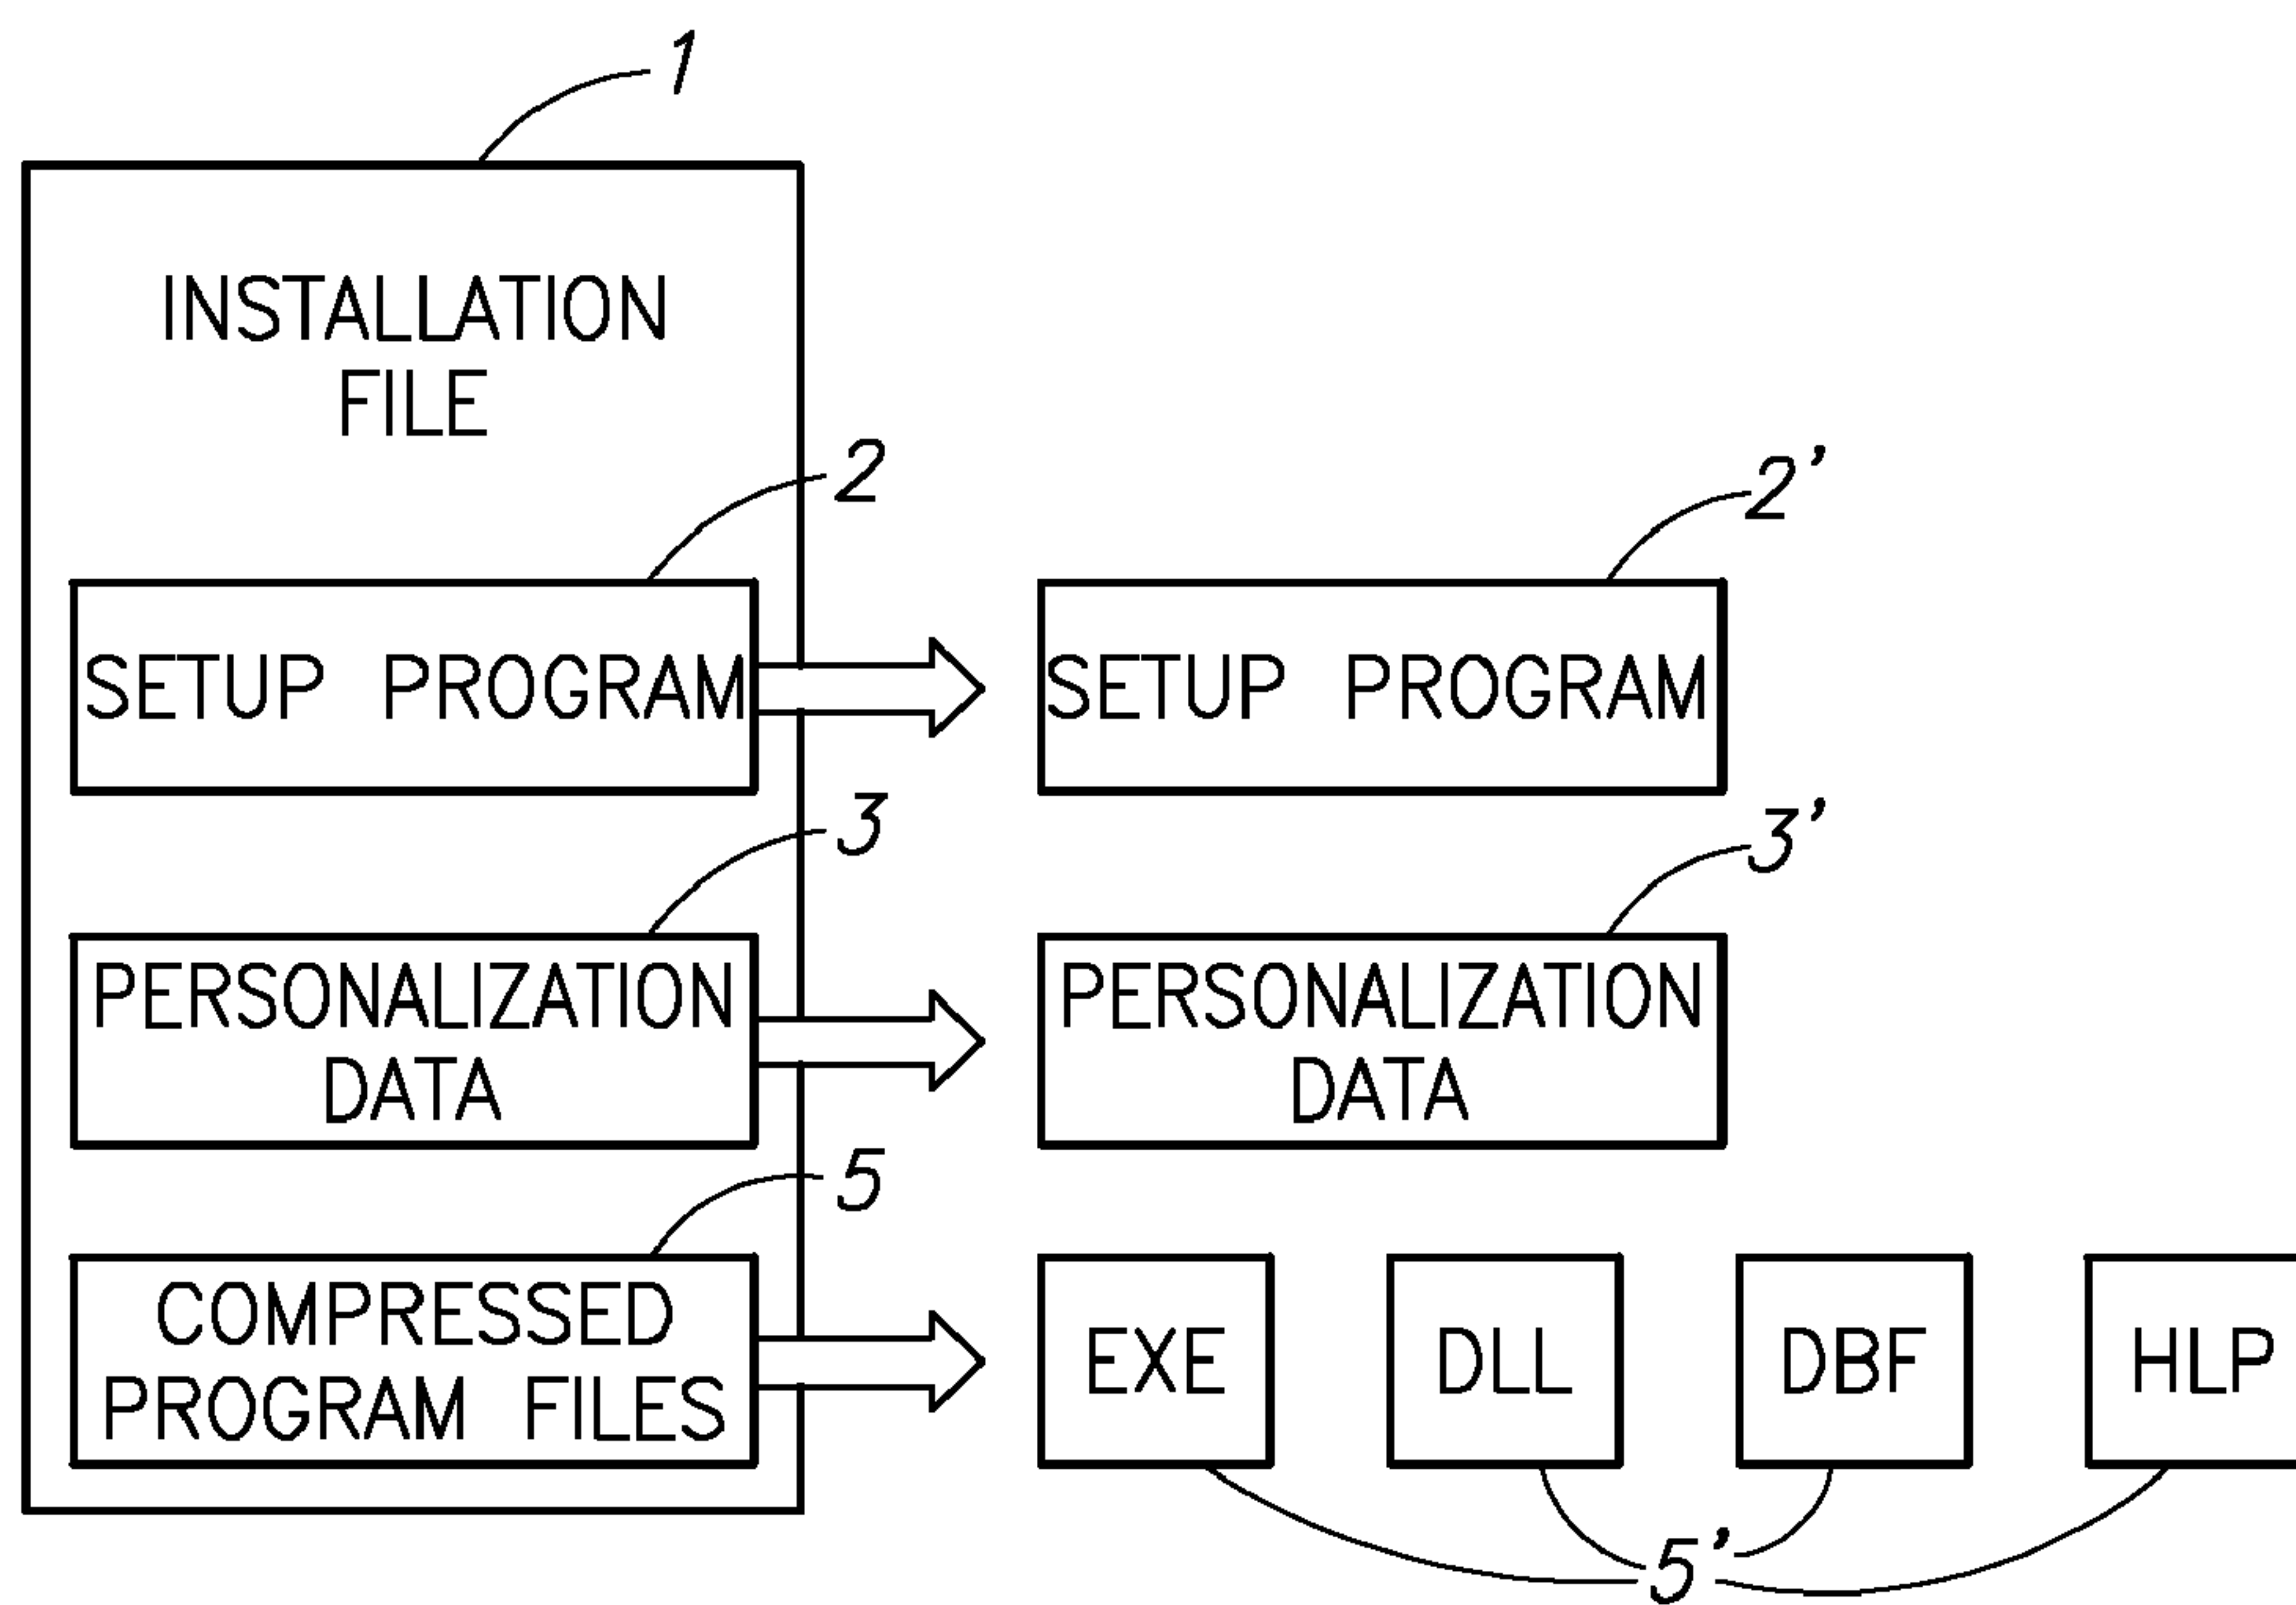 1
INSTALLATION
FILE
2
2'
SETUP PROGRAM
SETUP PROGRAM
3
3'
PERSONALIZATION
DATA
PERSONALIZATION
DATA
5
COMPRESSED
PROGRAM FILES
EXE
DLL
DBF
HLP
5'